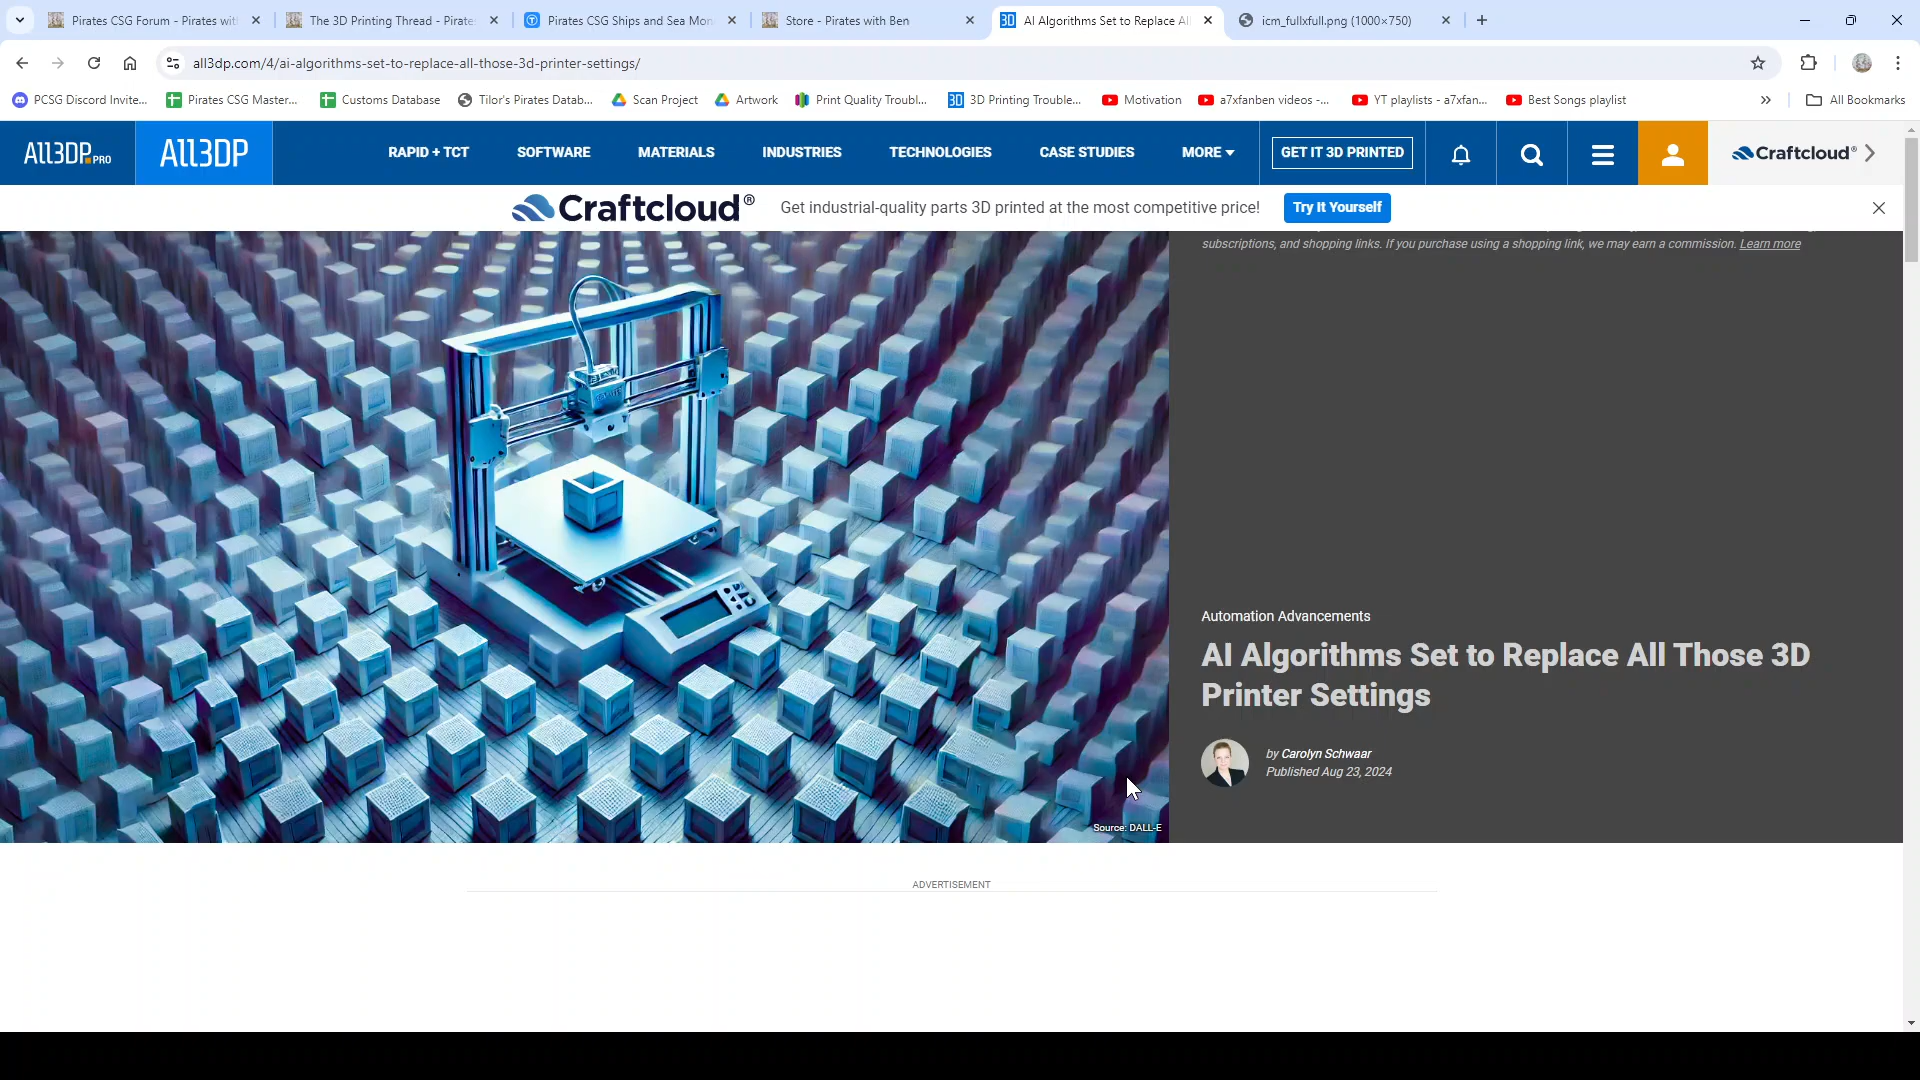 Pirates CSG Forum - Pirates wit
The 3D Printing Thread - Pirate
Pirates CSG Ships and Sea Mon
Store - Pirates with Ben
AI Algorithms Set to Replace Al
icm_fullxfull.png (1000×750)
all3dp.com/4/ai-algorithms-set-to-replace-all-those-3d-printer-settings/
PCSG Discord Invite...
Pirates CSG Master...
Customs Database
Tilor's Pirates Datab...
Scan Project
Artwork
Print Quality Troubl...
3D Printing Trouble...
Motivation
a7xfanben videos -...
YT playlists - a7xfan...
Best Songs playlist
All Bookmarks
ALL3DP.PRO
ALL3DP
RAPID + TCT
SOFTWARE
MATERIALS
INDUSTRIES
TECHNOLOGIES
CASE STUDIES
MORE
GET IT 3D PRINTED
Craftcloud®
Craftcloud® Get industrial-quality parts 3D printed at the most competitive price! Try It Yourself
subscriptions, and shopping links. If you purchase using a shopping link, we may earn a commission. Learn more
Automation Advancements
AI Algorithms Set to Replace All Those 3D
Printer Settings
by Carolyn Schwaar
Published Aug 23, 2024
Source: DALL-E
ADVERTISEMENT